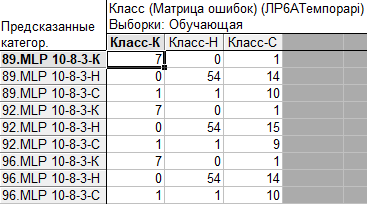 Класс (Матрица ошибок) (ЛР6АТемпорарі)
Выборки: Обучающая
Предсказанные
категор.
Класс-К Класс-Н Класс-С
89.MLP 10-8-3-К 7 0 1
89.MLP 10-8-3-Н 0 54 14
89.MLP 10-8-3-С 1 1 10
92.MLP 10-8-3-К 7 0 1
92.MLP 10-8-3-Н 0 54 15
92.MLP 10-8-3-С 1 1 9
96.MLP 10-8-3-К 7 0 1
96.MLP 10-8-3-Н 0 54 14
96.MLP 10-8-3-С 1 1 10